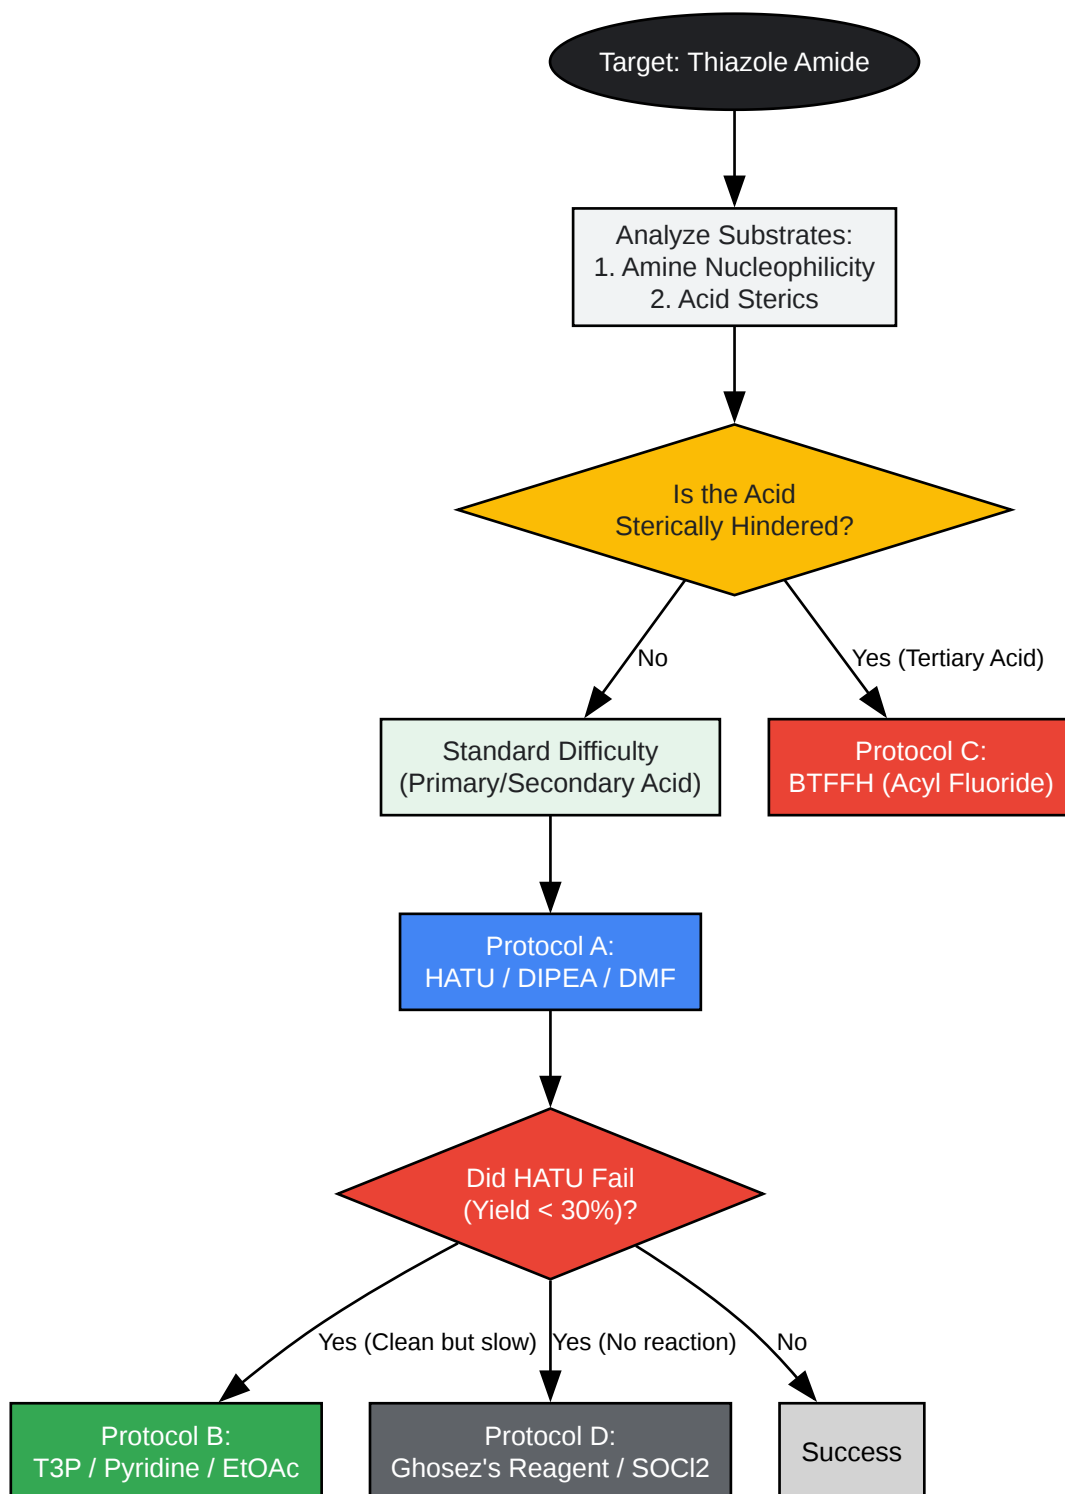 Target: Thiazole Amide
Analyze Substrates:
1. Amine Nucleophilicity
2. Acid Sterics
Is the Acid
Sterically Hindered?
No
Yes (Tertiary Acid)
Standard Difficulty
(Primary/Secondary Acid)
Protocol C:
BTFFH (Acyl Fluoride)
Protocol A:
HATU / DIPEA / DMF
Did HATU Fail
(Yield < 30%)?
Yes (Clean but slow)
Yes (No reaction)
No
Protocol B:
T3P / Pyridine / EtOAc
Protocol D:
Ghosez's Reagent / SOCl2
Success